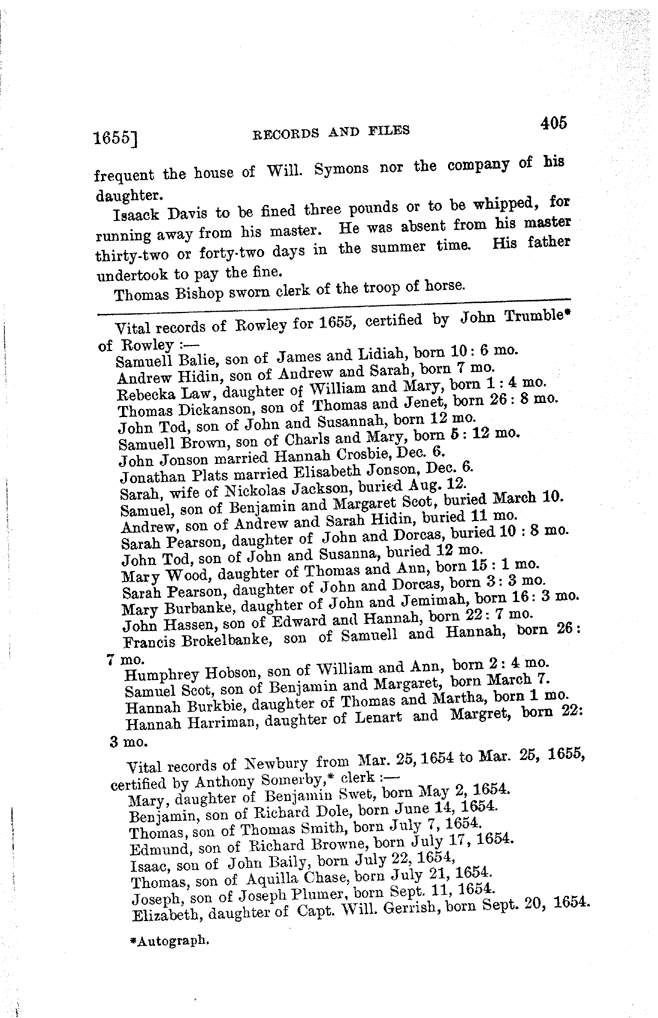 1655] RECORDS AND FILES 405
frequent the house of Will. Symons nor the company of his
daughter.
Isaack Davis to be fined three pounds or to be whipped, for
running away from his master. He was absent from his master
thirty-two or forty-two days in the summer time. His father
undertook to pay the fine.
Thomas Bishop sworn clerk of the troop of horse.
Vital records of Rowley for 1655, certified by John Trumble*
of Rowley :—
Samuell Balie, son of James and Lidiah, born 10 : 6 mo.
Andrew Hidin, son of Andrew and Sarah, born 7 mo.
Rebecka Law, daughter of William and Mary, born 1 : 4 mo.
Thomas Dickanson, son of Thomas and Jenet, born 26 : 8 mo.
John Tod, son of John and Susannah, born 12 mo.
Samuell Brown, son of Charls and Mary, born 5 : 12 mo.
John Jonson married Hannah Crosbie, Dec. 6.
Jonathan Plats married Elisabeth Jonson, Dec. 6.
Sarah, wife of Nickolas Jackson, buried Aug. 12.
Samuel, son of Benjamin and Margaret Scot, buried March 10.
Andrew, son of Andrew and Sarah Hidin, buried 11 mo.
Sarah Pearson, daughter of John and Dorcas, buried 10 : 8 mo.
John Tod, son of John and Susanna, buried 12 mo.
Mary Wood, daughter of Thomas and Ann, born 15 : 1 mo.
Sarah Pearson, daughter of John and Dorcas, born 3 : 3 mo.
Mary Burbanke, daughter of John and Jemimah, born 16 : 3 mo.
John Hassen, son of Edward and Hannah, born 22 : 7 mo.
Francis Brokelbanke, son of Samuell and Hannah, born 26 :
7 mo.
Humphrey Hobson, son of William and Ann, born 2 : 4 mo.
Samuel Scot, son of Benjamin and Margaret, born March 7.
Hannah Burkbie, daughter of Thomas and Martha, born 1 mo.
Hannah Harriman, daughter of Lenart and Margret, born 22:
3 mo.
Vital records of Newbury from Mar. 25, 1654 to Mar. 25, 1655,
certified by Anthony Somerby,* clerk :—
Mary, daughter of Benjamin Swet, born May 2, 1654.
Benjamin, son of Richard Dole, born June 14, 1654.
Thomas, son of Thomas Smith, born July 7, 1654.
Edmund, son of Richard Browne, born July 17, 1654.
Isaac, son of John Baily, born July 22, 1654,
Thomas, son of Aquilla Chase, born July 21, 1654.
Joseph, son of Joseph Plumer, born Sept. 11, 1654.
Elizabeth, daughter of Capt. Will. Gerrish, born Sept. 20, 1654.
*Autograph.